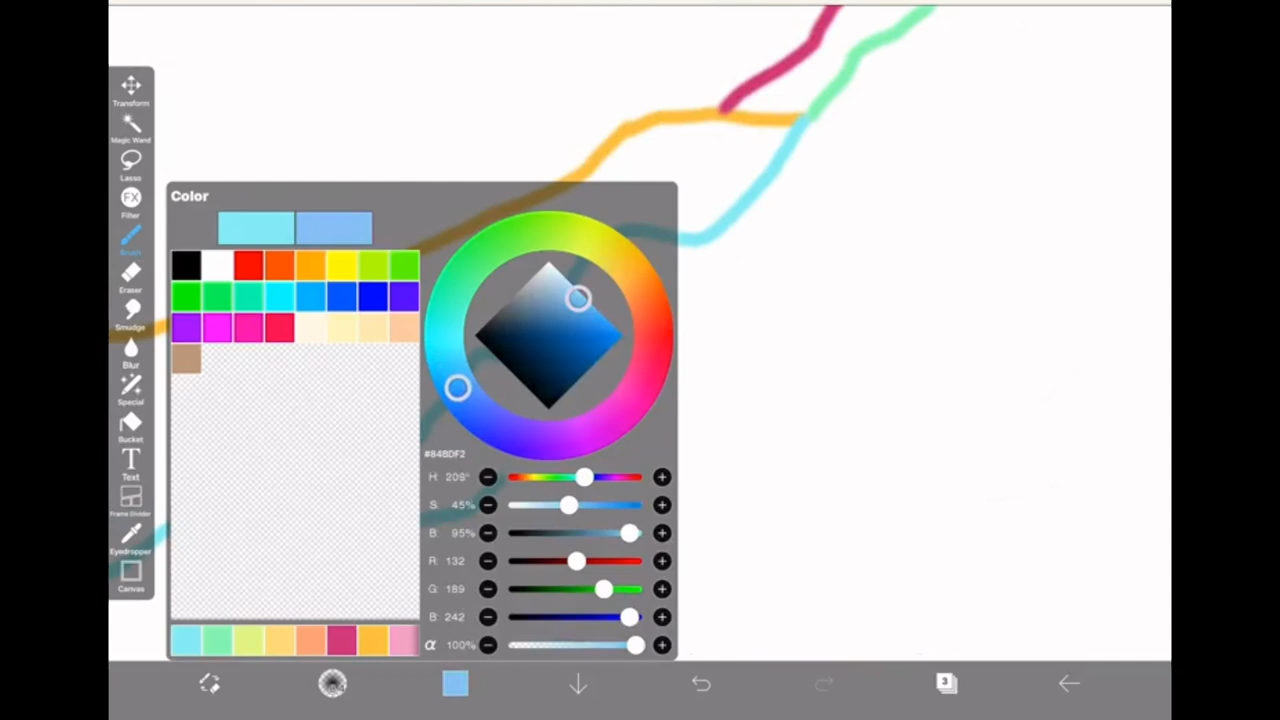 Transform
Magic Wand
Lasso
FX
Filter
Brush
Eraser
Smudge
Blur
Special
Bucket
T
Text
Frame Divider
Eyedropper
Canvas
Color
#84BDF2
H: 209°
S: 45%
B: 95%
R: 132
G: 189
B: 242
α 100%
3